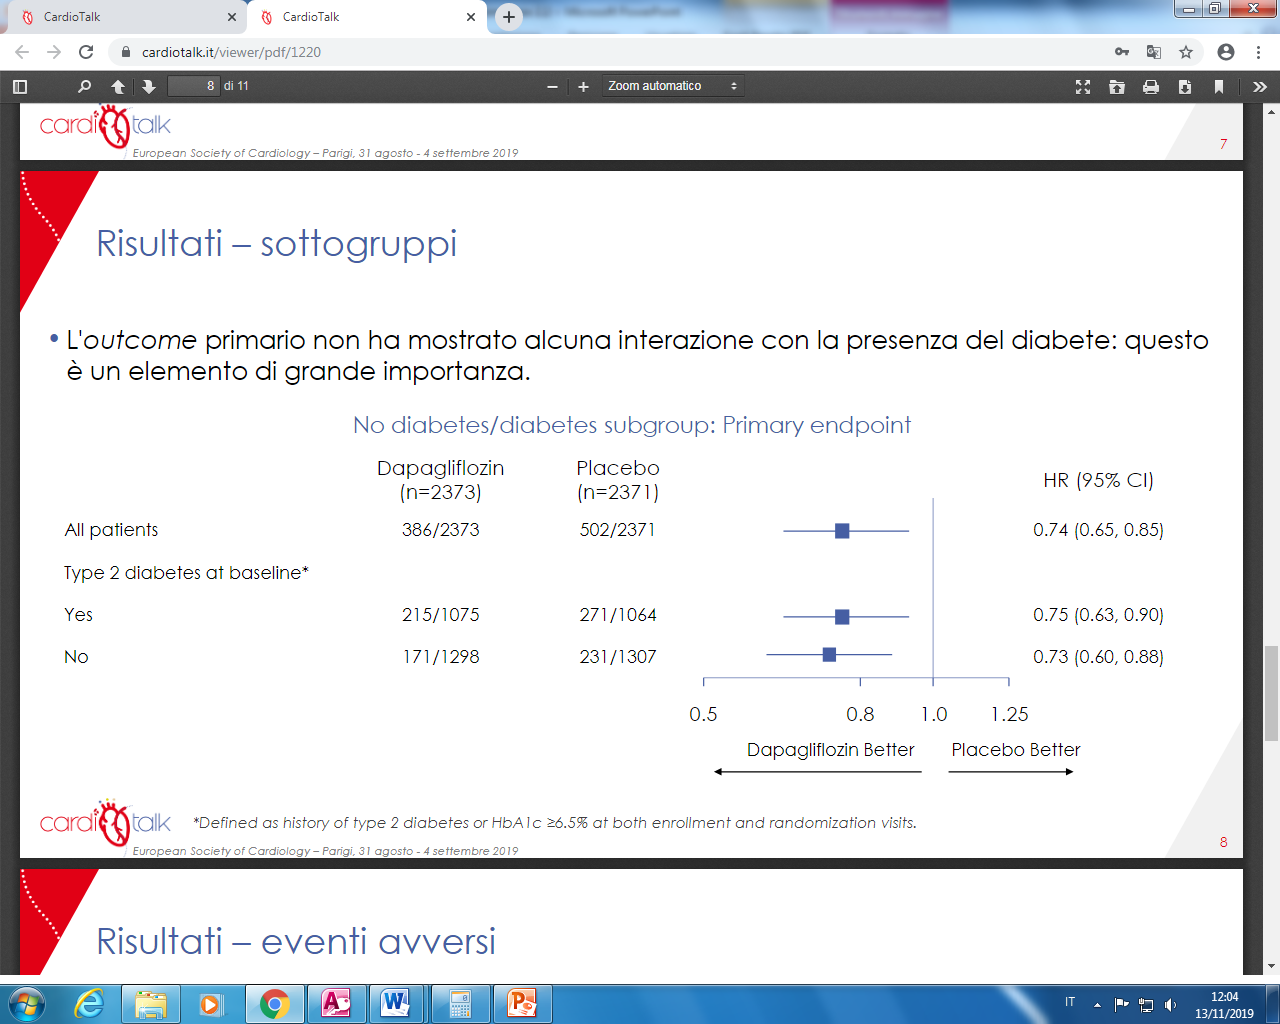 CardioTalk
CardioTalk
cardiotalk.it/viewer/pdf/1220
8 di 11
Zoom automatico
cardiotalk
European Society of Cardiology – Parigi, 31 agosto - 4 settembre 2019
7
Risultati – sottogruppi
• L'outcome primario non ha mostrato alcuna interazione con la presenza del diabete: questo
è un elemento di grande importanza.
No diabetes/diabetes subgroup: Primary endpoint
Dapagliflozin Placebo
(n=2373) (n=2371) HR (95% CI)
All patients 386/2373 502/2371 0.74 (0.65, 0.85)
Type 2 diabetes at baseline*
Yes 215/1075 271/1064 0.75 (0.63, 0.90)
No 171/1298 231/1307 0.73 (0.60, 0.88)
0.5 0.8 1.0 1.25
Dapagliflozin Better Placebo Better
cardiotalk *Defined as history of type 2 diabetes or HbA1c ≥6.5% at both enrollment and randomization visits.
European Society of Cardiology – Parigi, 31 agosto - 4 settembre 2019
8
Risultati – eventi avversi
IT 12:04
13/11/2019